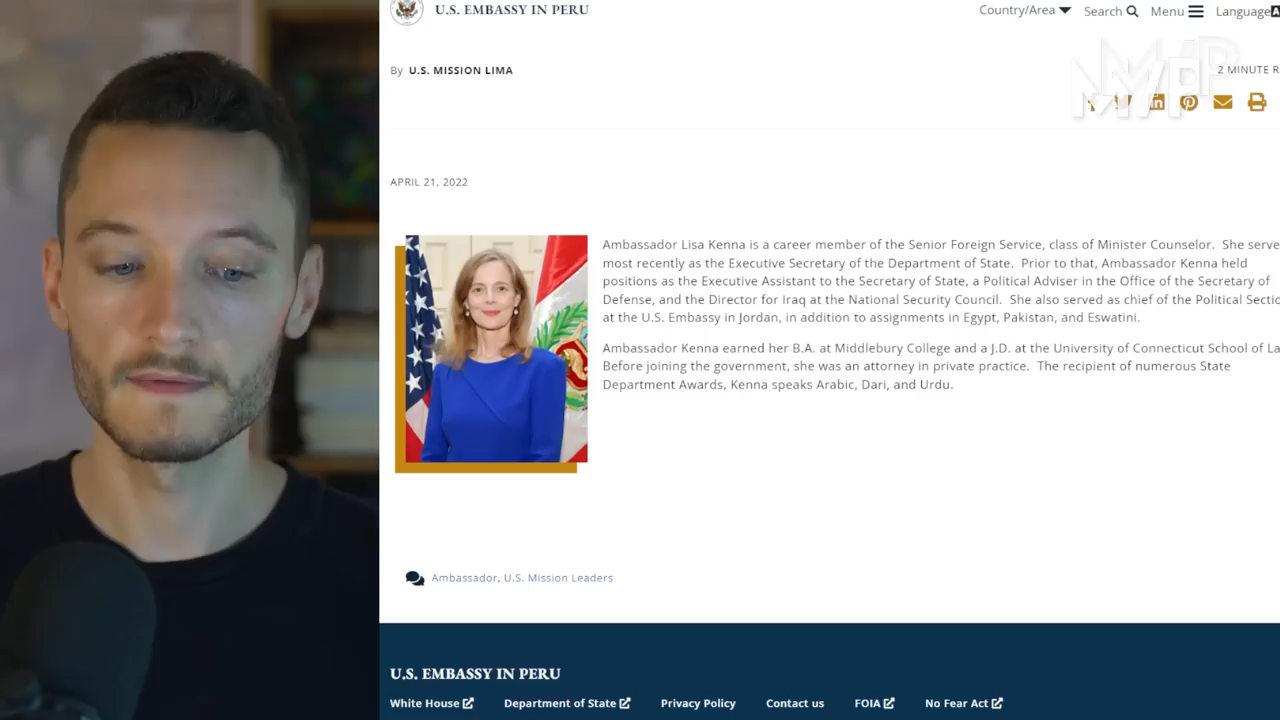 U.S. EMBASSY IN PERU
Country/Area Search Menu Language
By U.S. MISSION LIMA
2 MINUTE
in
APRIL 21, 2022
Ambassador Lisa Kenna is a career member of the Senior Foreign Service, class of Minister Counselor. She serve
most recently as the Executive Secretary of the Department of State. Prior to that, Ambassador Kenna held
positions as the Executive Assistant to the Secretary of State, a Political Adviser in the Office of the Secretary of
Defense, and the Director for Iraq at the National Security Council. She also served as chief of the Political Sectio
at the U.S. Embassy in Jordan, in addition to assignments in Egypt, Pakistan, and Eswatini.
Ambassador Kenna earned her B.A. at Middlebury College and a J.D. at the University of Connecticut School of La
Before joining the government, she was an attorney in private practice. The recipient of numerous State
Department Awards, Kenna speaks Arabic, Dari, and Urdu.
Ambassador, U.S. Mission Leaders
U.S. EMBASSY IN PERU
White House Department of State Privacy Policy Contact us FOIA No Fear Act